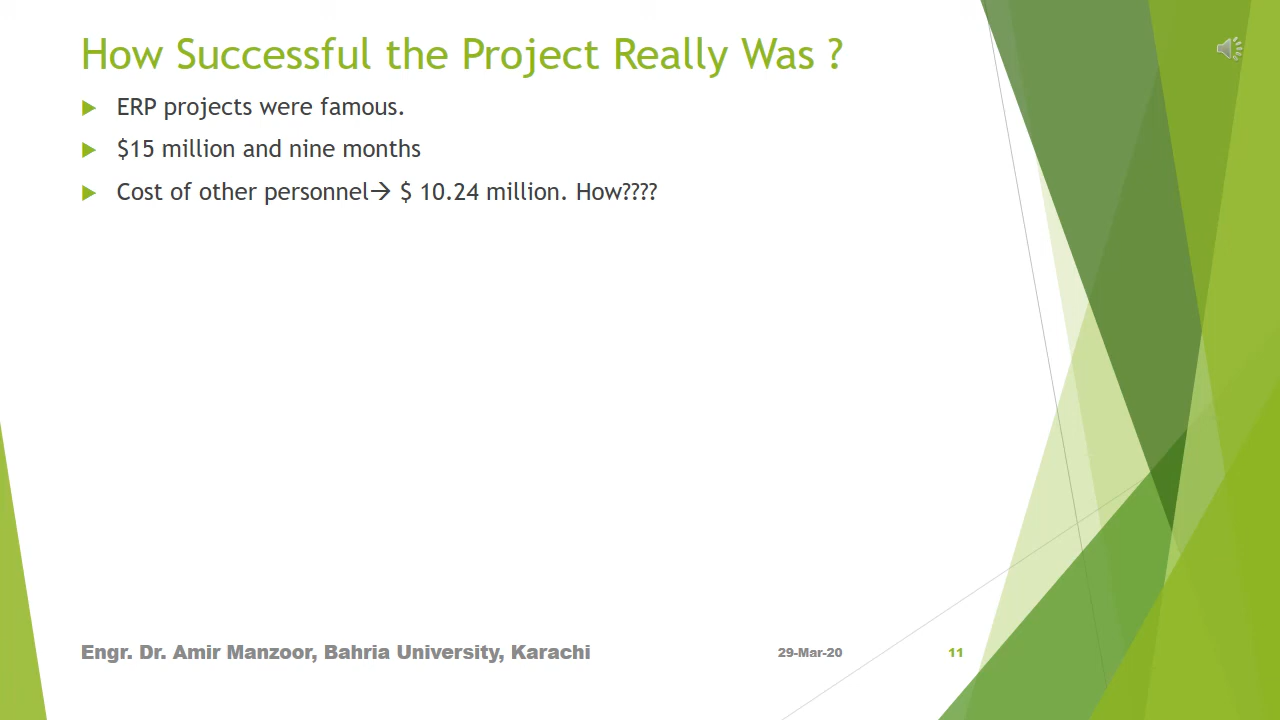 How Successful the Project Really Was ?
ERP projects were famous.
$15 million and nine months
Cost of other personnel→ $ 10.24 million. How????
Engr. Dr. Amir Manzoor, Bahria University, Karachi
29-Mar-20
11